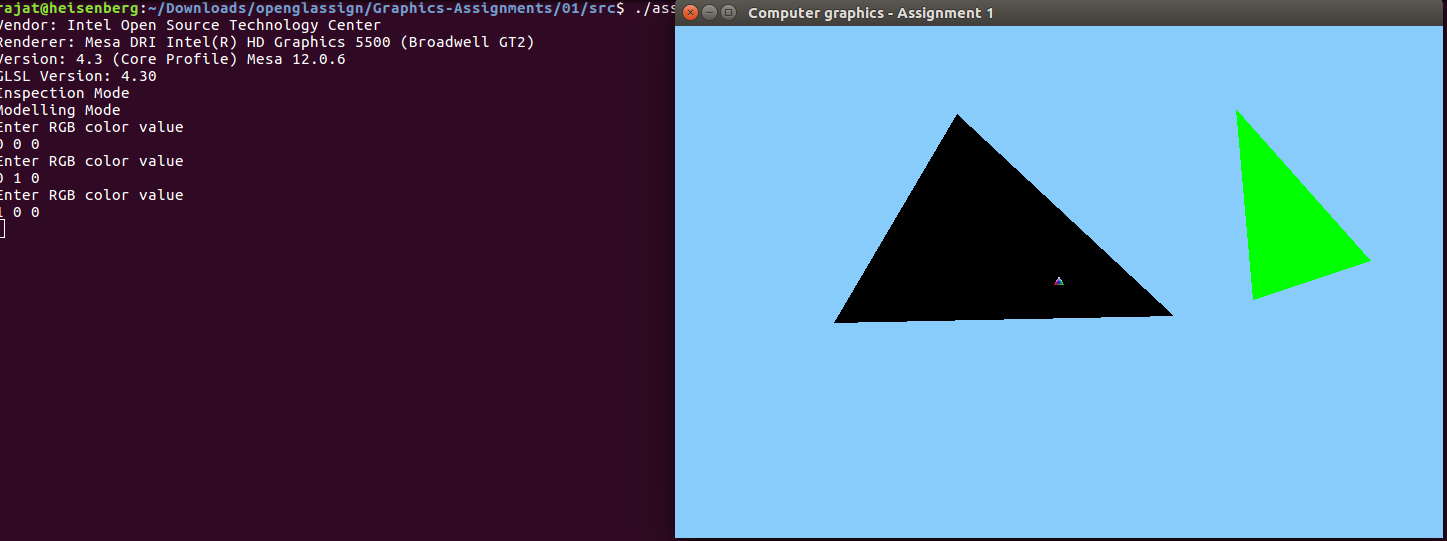 rajat@heisenberg:~/Downloads/openglassign/Graphics-Assignments/01/src$ ./ass
Vendor: Intel Open Source Technology Center
Renderer: Mesa DRI Intel(R) HD Graphics 5500 (Broadwell GT2)
Version: 4.3 (Core Profile) Mesa 12.0.6
GLSL Version: 4.30
Inspection Mode
Modelling Mode
Enter RGB color value
0 0 0
Enter RGB color value
0 1 0
Enter RGB color value
1 0 0
Computer graphics - Assignment 1